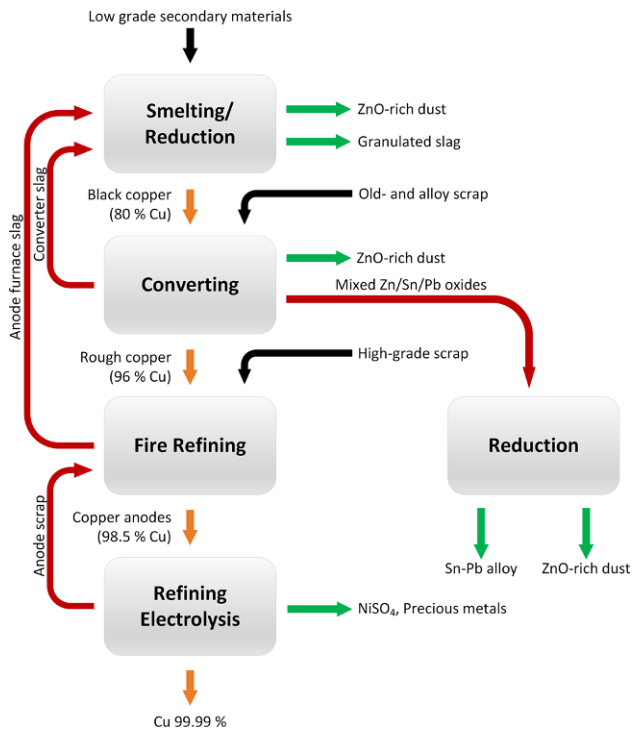 Low grade secondary materials
Smelting/
Reduction
ZnO-rich dust
Granulated slag
Anode furnace slag
Converter slag
Black copper
(80 % Cu)
Old- and alloy scrap
Converting
ZnO-rich dust
Mixed Zn/Sn/Pb oxides
Rough copper
(96 % Cu)
High-grade scrap
Fire Refining
Reduction
Anode scrap
Copper anodes
(98.5 % Cu)
Sn-Pb alloy
ZnO-rich dust
Refining
Electrolysis
NiSO₄, Precious metals
Cu 99.99 %